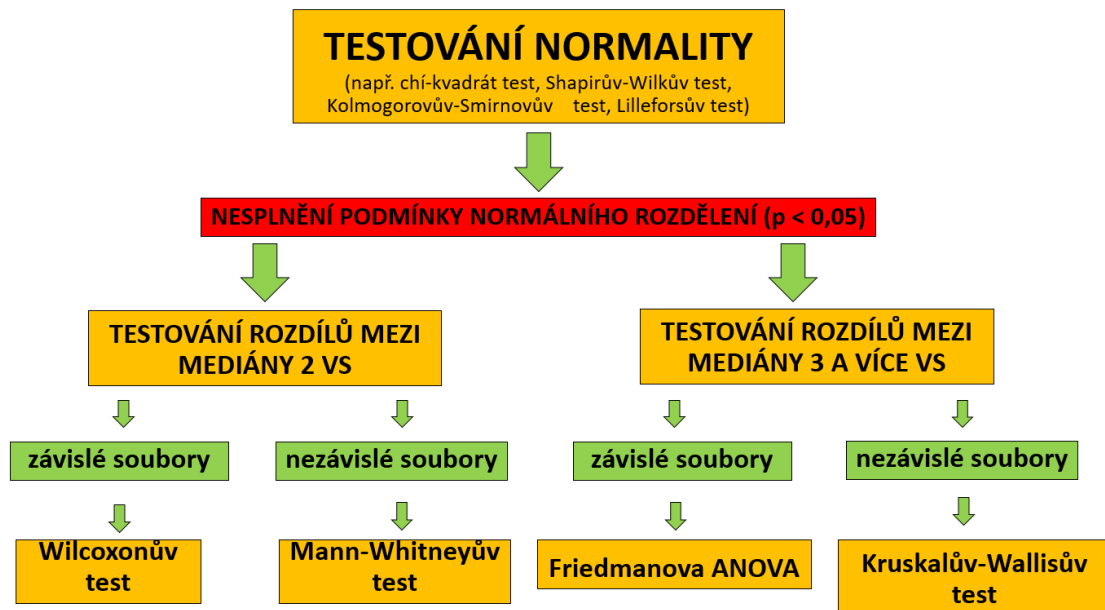 TESTOVÁNÍ NORMALITY
(např. chí-kvadrát test, Shapirův-Wilkův test,
Kolmogorovův-Smirnovův test, Lilleforsův test)
NESPLNĚNÍ PODMÍNKY NORMÁLNÍHO ROZDĚLENÍ (p < 0,05)
TESTOVÁNÍ ROZDÍLŮ MEZI
MEDIÁNY 2 VS
TESTOVÁNÍ ROZDÍLŮ MEZI
MEDIÁNY 3 A VÍCE VS
závislé soubory
nezávislé soubory
závislé soubory
nezávislé soubory
Wilcoxonův
test
Mann-Whitneyův
test
Friedmanova ANOVA
Kruskalův-Wallisův
test